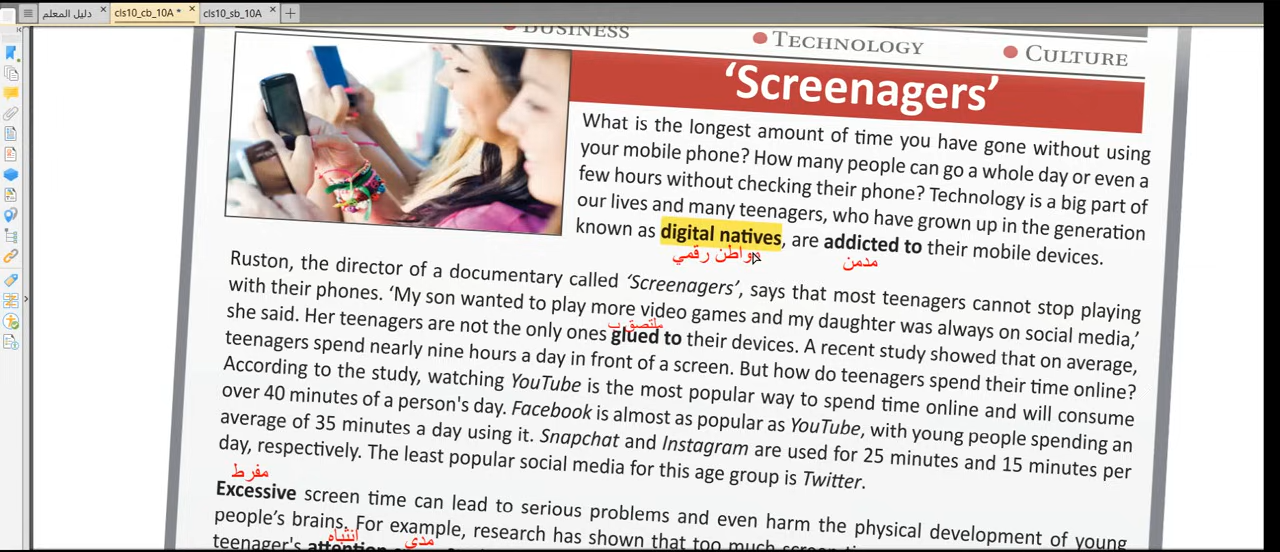 دليل المعلم
cls10_cb_10A *
cls10_sb_10A
BUSINESS
TECHNOLOGY
CULTURE
‘Screenagers’
What is the longest amount of time you have gone without using
your mobile phone? How many people can go a whole day or even a
few hours without checking their phone? Technology is a big part of
our lives and many teenagers, who have grown up in the generation
known as digital natives, are addicted to their mobile devices.
مواطن رقمي
مدمن
Ruston, the director of a documentary called ‘Screenagers’, says that most teenagers cannot stop playing
with their phones. ‘My son wanted to play more video games and my daughter was always on social media,’
ملتصق ب
she said. Her teenagers are not the only ones glued to their devices. A recent study showed that on average,
teenagers spend nearly nine hours a day in front of a screen. But how do teenagers spend their time online?
According to the study, watching YouTube is the most popular way to spend time online and will consume
over 40 minutes of a person's day. Facebook is almost as popular as YouTube, with young people spending an
average of 35 minutes a day using it. Snapchat and Instagram are used for 25 minutes and 15 minutes per
day, respectively. The least popular social media for this age group is Twitter.
مفرط
Excessive screen time can lead to serious problems and even harm the physical development of young
people’s brains. For example, research has shown that too much screen
انتباه
مدي
teenager's attention